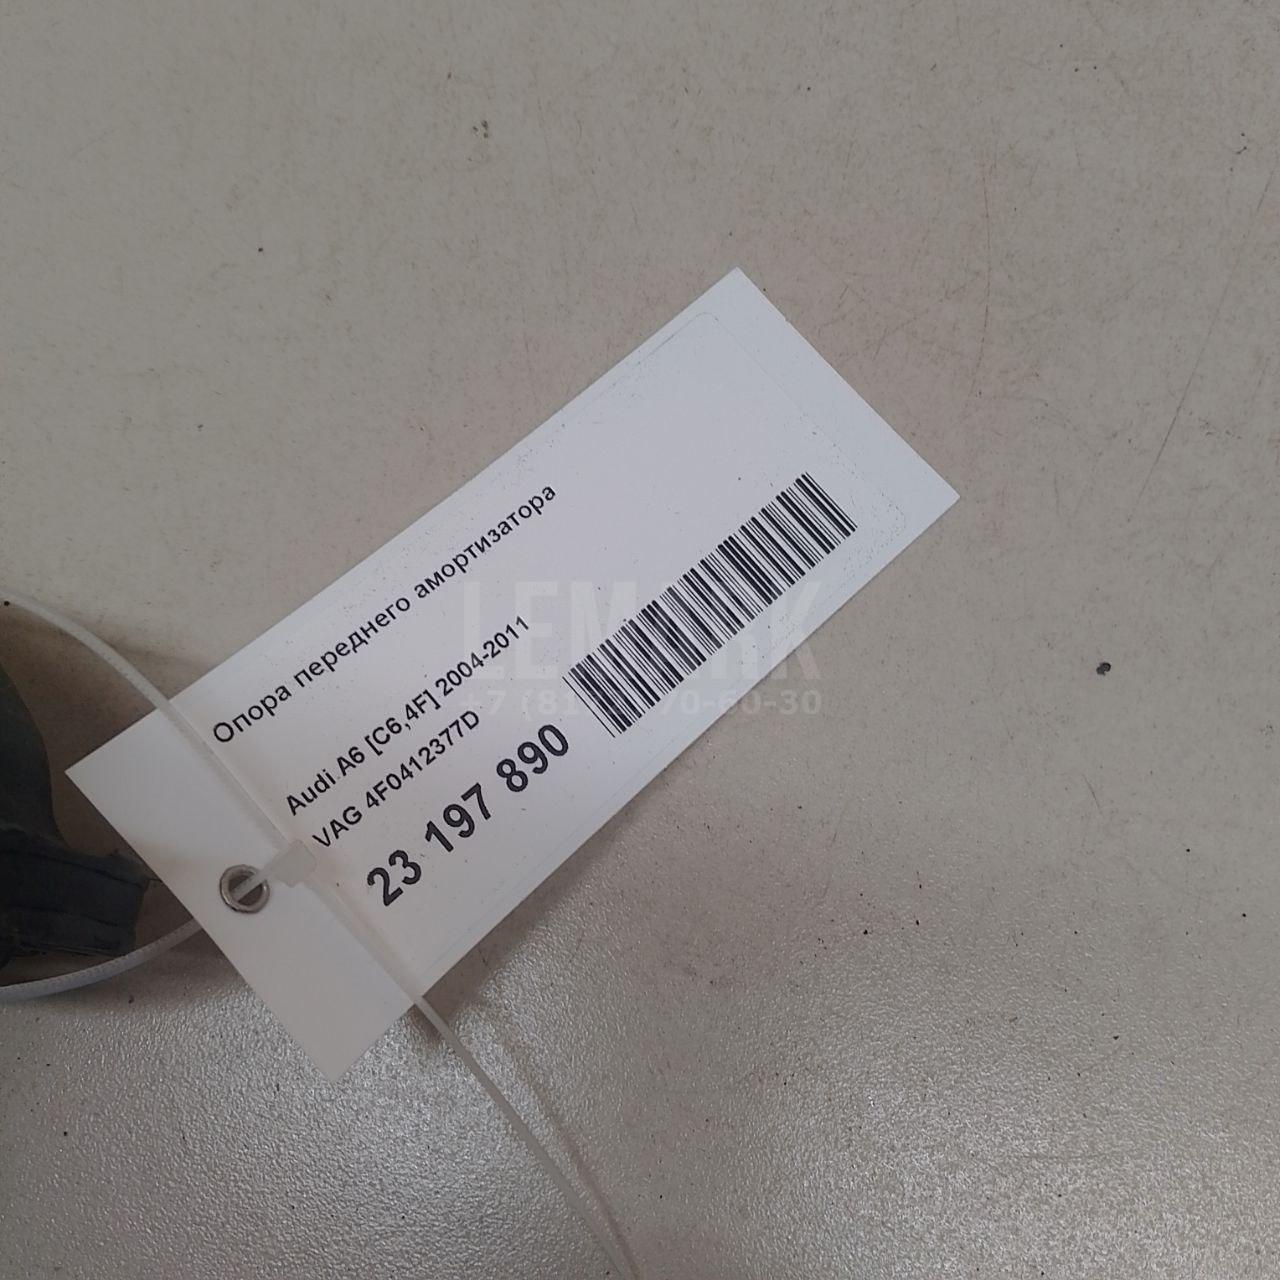 Опора переднего амортизатора
Audi A6 [C6,4F] 2004-2011
VAG 4F0412377D
23 197 890